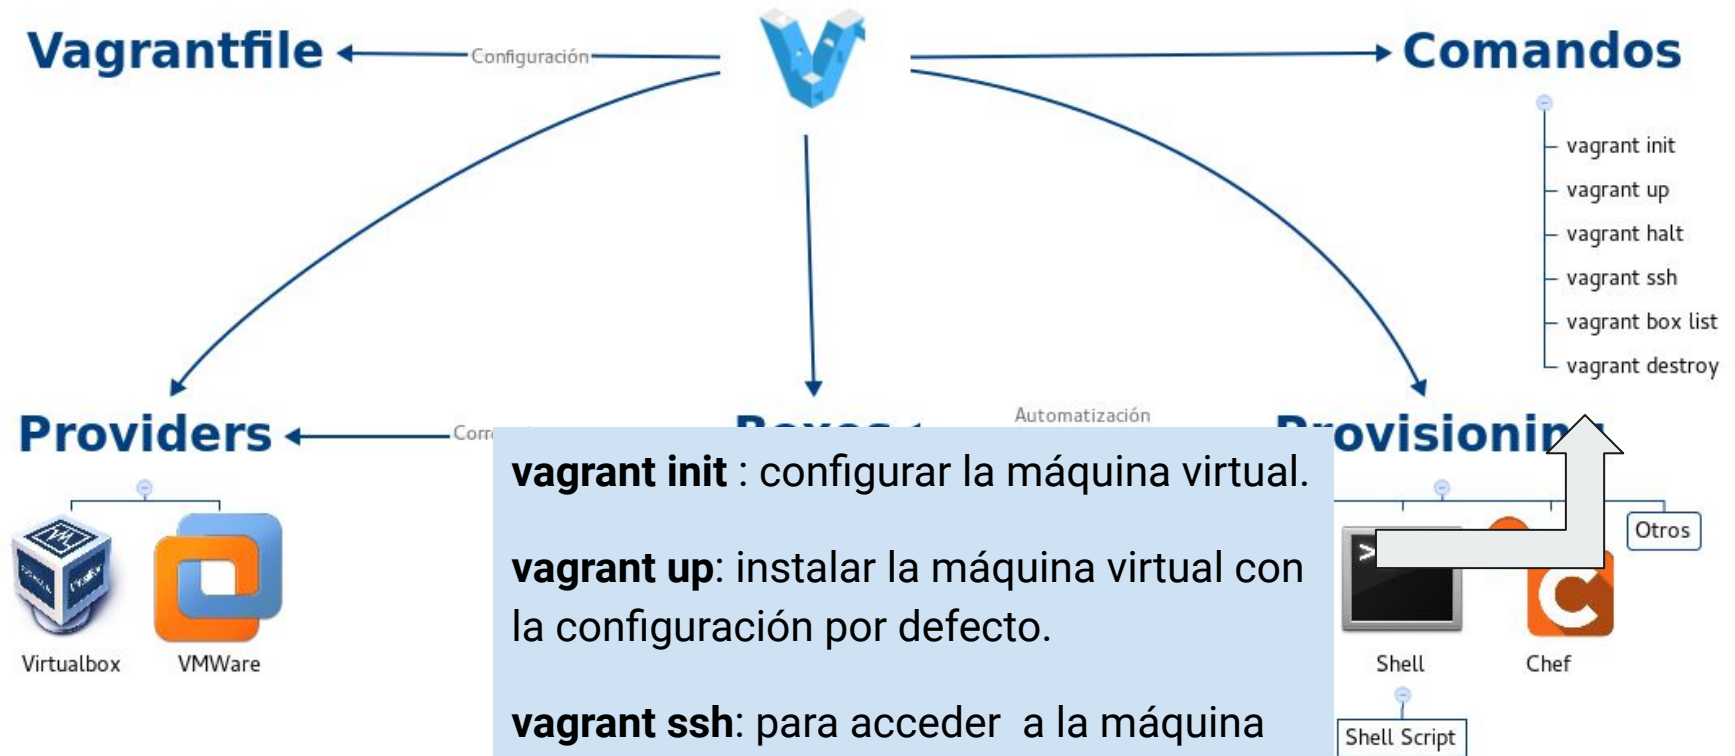 Vagrantfile
Configuración
Comandos
vagrant init
vagrant up
vagrant halt
vagrant ssh
vagrant box list
vagrant destroy
Providers
Automatización
vagrant init : configurar la máquina virtual.
vagrant up: instalar la máquina virtual con
la configuración por defecto.
vagrant ssh: para acceder a la máquina
Virtualbox
VMWare
Otros
Shell
Chef
Shell Script